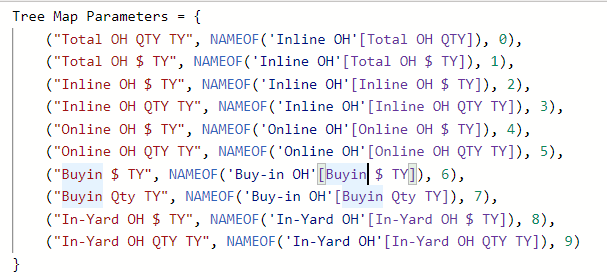 Tree Map Parameters = {
("Total OH QTY TY", NAMEOF('Inline OH'[Total OH QTY]), 0),
("Total OH $ TY", NAMEOF('Inline OH'[Total OH $ TY]), 1),
("Inline OH $ TY", NAMEOF('Inline OH'[Inline OH $ TY]), 2),
("Inline OH QTY TY", NAMEOF('Inline OH'[Inline OH QTY TY]), 3),
("Online OH $ TY", NAMEOF('Online OH'[Online OH $ TY]), 4),
("Online OH QTY TY", NAMEOF('Online OH'[Online OH QTY TY]), 5),
("Buyin $ TY", NAMEOF('Buy-in OH'[Buyin $ TY]), 6),
("Buyin Qty TY", NAMEOF('Buy-in OH'[Buyin Qty TY]), 7),
("In-Yard OH $ TY", NAMEOF('In-Yard OH'[In-Yard OH $ TY]), 8),
("In-Yard OH QTY TY", NAMEOF('In-Yard OH'[In-Yard OH QTY TY]), 9)
}